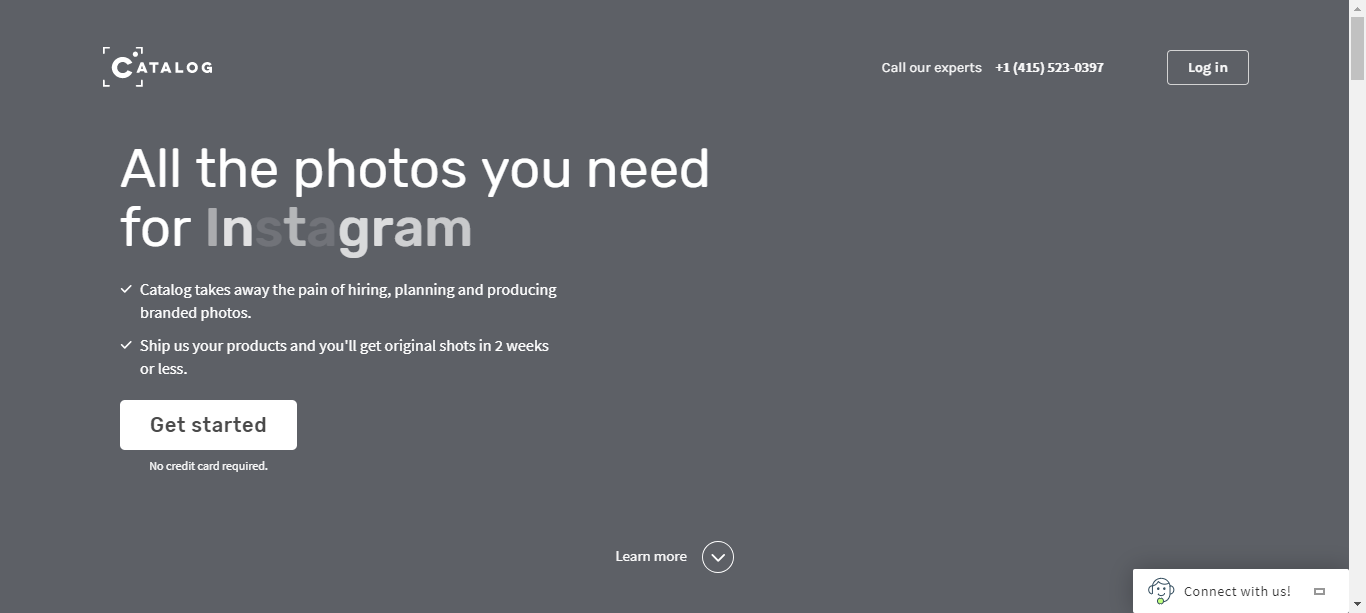 CATALOG
Call our experts +1 (415) 523-0397
Log in
All the photos you need
for Instagram
Catalog takes away the pain of hiring, planning and producing
branded photos.
Ship us your products and you'll get original shots in 2 weeks
or less.
Get started
No credit card required.
Learn more
Connect with us!